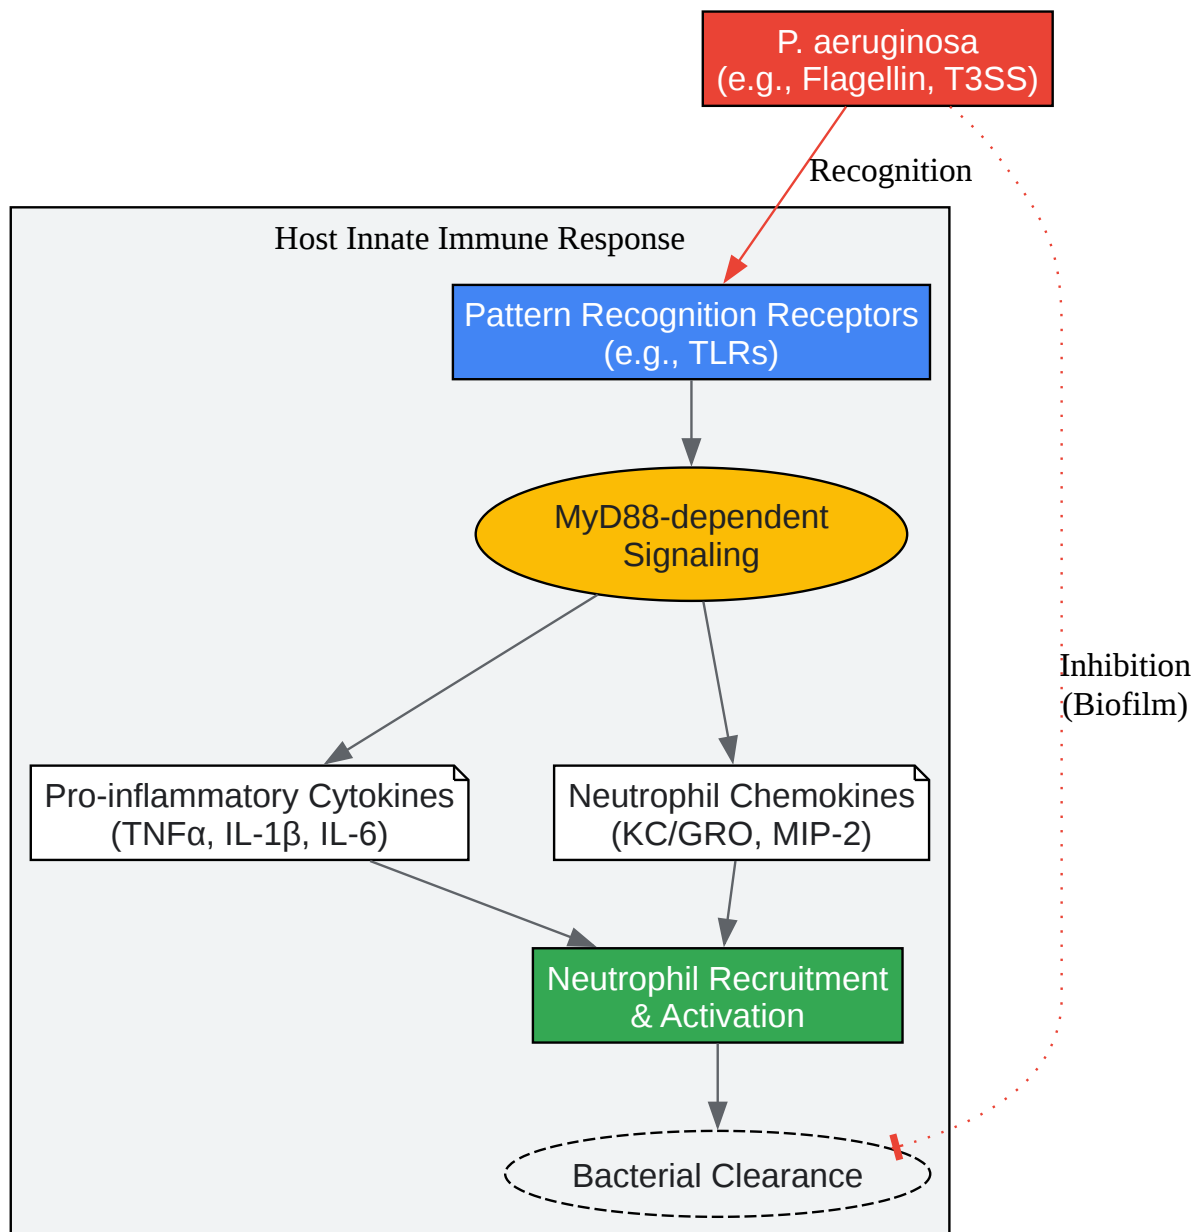 P. aeruginosa
(e.g., Flagellin, T3SS)
Recognition
Host Innate Immune Response
Pattern Recognition Receptors
(e.g., TLRs)
MyD88-dependent
Signaling
Inhibition
(Biofilm)
Pro-inflammatory Cytokines
(TNFα, IL-1β, IL-6)
Neutrophil Chemokines
(KC/GRO, MIP-2)
Neutrophil Recruitment
& Activation
Bacterial Clearance